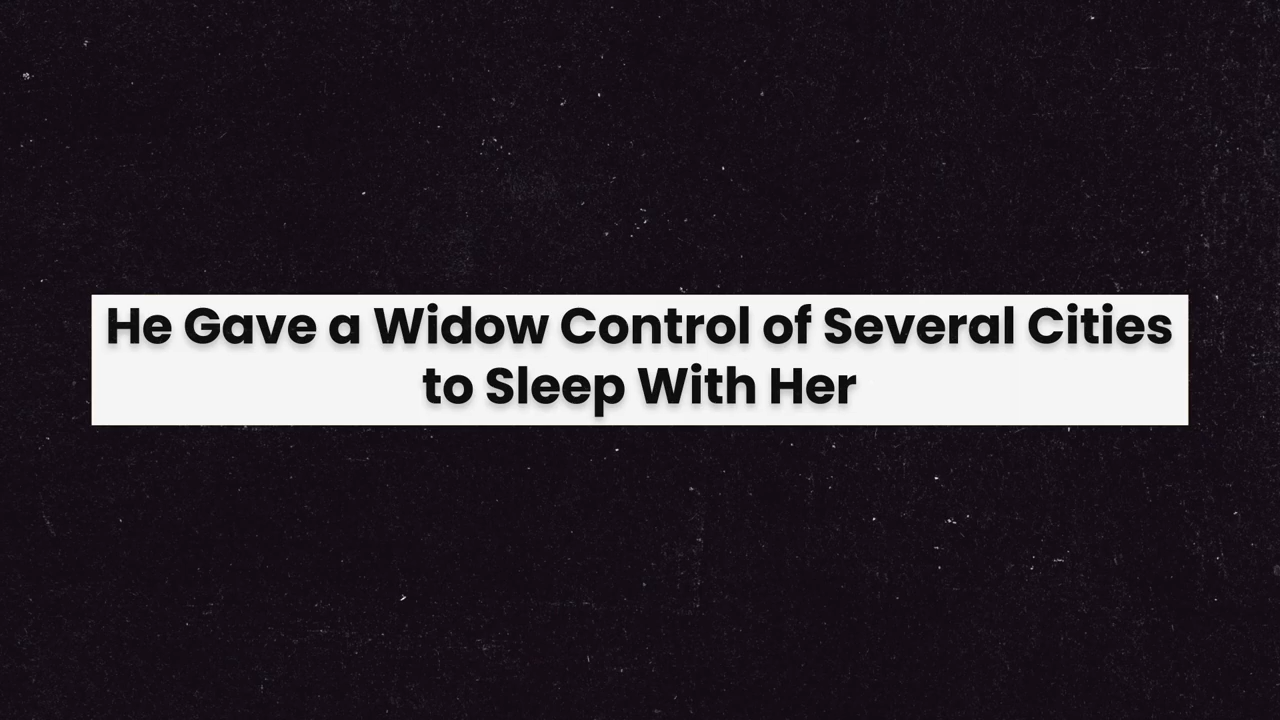 He Gave a Widow Control of Several Cities
to Sleep With Her